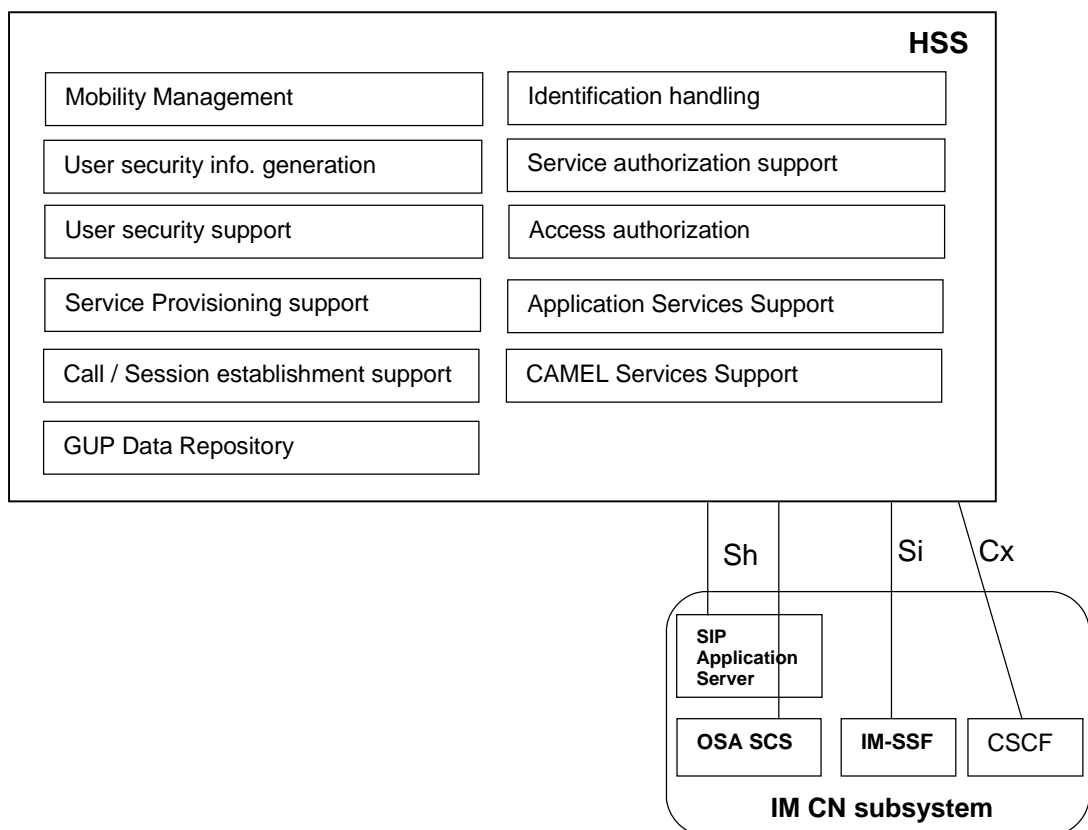 HSS
Mobility Management
Identification handling
User security info. generation
Service authorization support
User security support
Access authorization
Service Provisioning support
Application Services Support
Call / Session establishment support
CAMEL Services Support
GUP Data Repository
Sh
Si
Cx
SIP
Application
Server
OSA SCS
IM-SSF
CSCF
IM CN subsystem